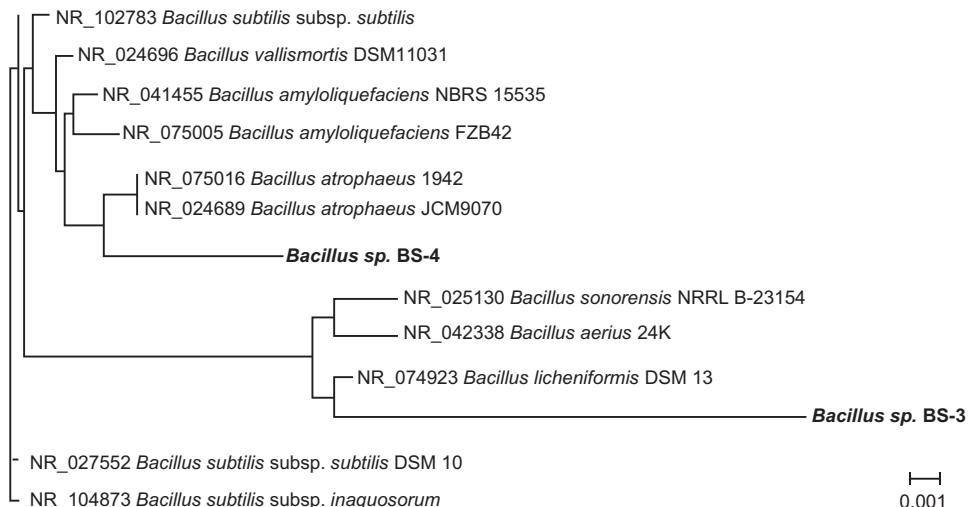 NR_102783 Bacillus subtilis subsp. subtilis
NR_024696 Bacillus vallismortis DSM11031
NR_041455 Bacillus amyloliquefaciens NBRS 15535
NR_075005 Bacillus amyloliquefaciens FZB42
NR_075016 Bacillus atrophaeus 1942
NR_024689 Bacillus atrophaeus JCM9070
Bacillus sp. BS-4
NR_025130 Bacillus sonorensis NRRL B-23154
NR_042338 Bacillus aerius 24K
NR_074923 Bacillus licheniformis DSM 13
Bacillus sp. BS-3
NR_027552 Bacillus subtilis subsp. subtilis DSM 10
NR_104873 Bacillus subtilis subsp. inaquosorum
0.001